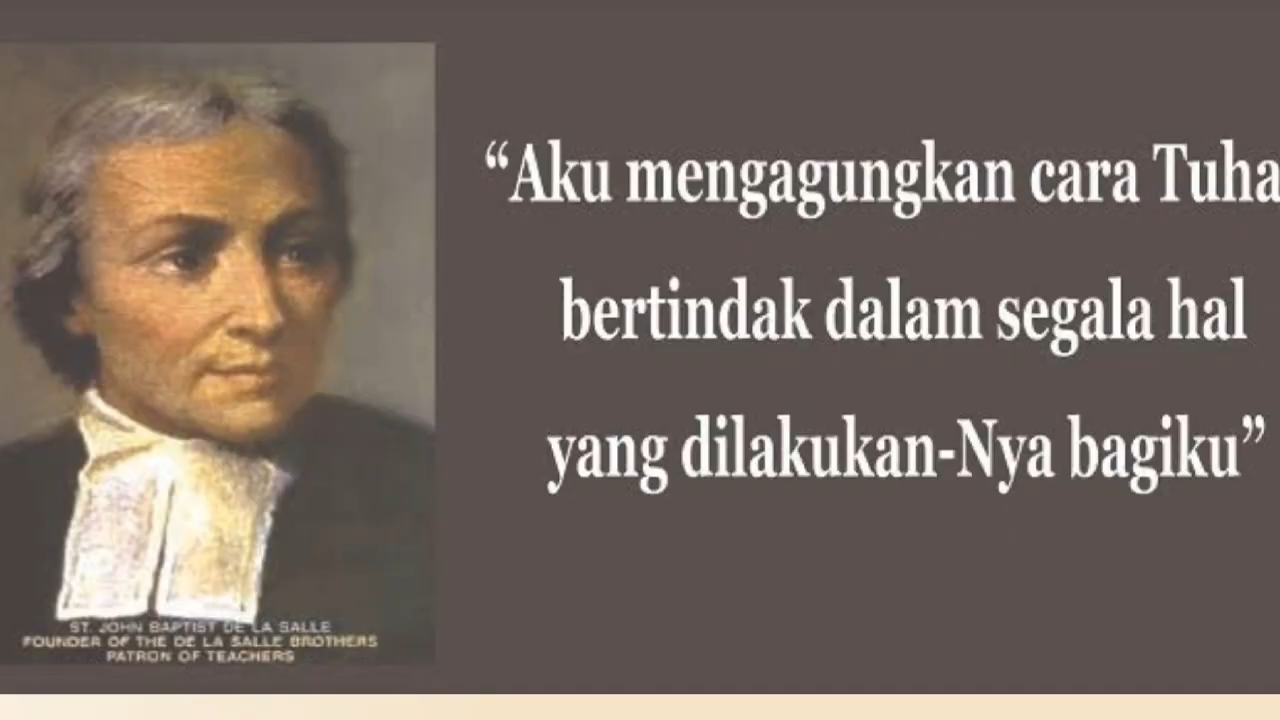 “Aku mengagungkan cara Tuha
bertindak dalam segala hal
yang dilakukan-Nya bagiku”
ST. JOHN BAPTIST DE LA SALLE
FOUNDER OF THE DE LA SALLE BROTHERS
PATRON OF TEACHERS